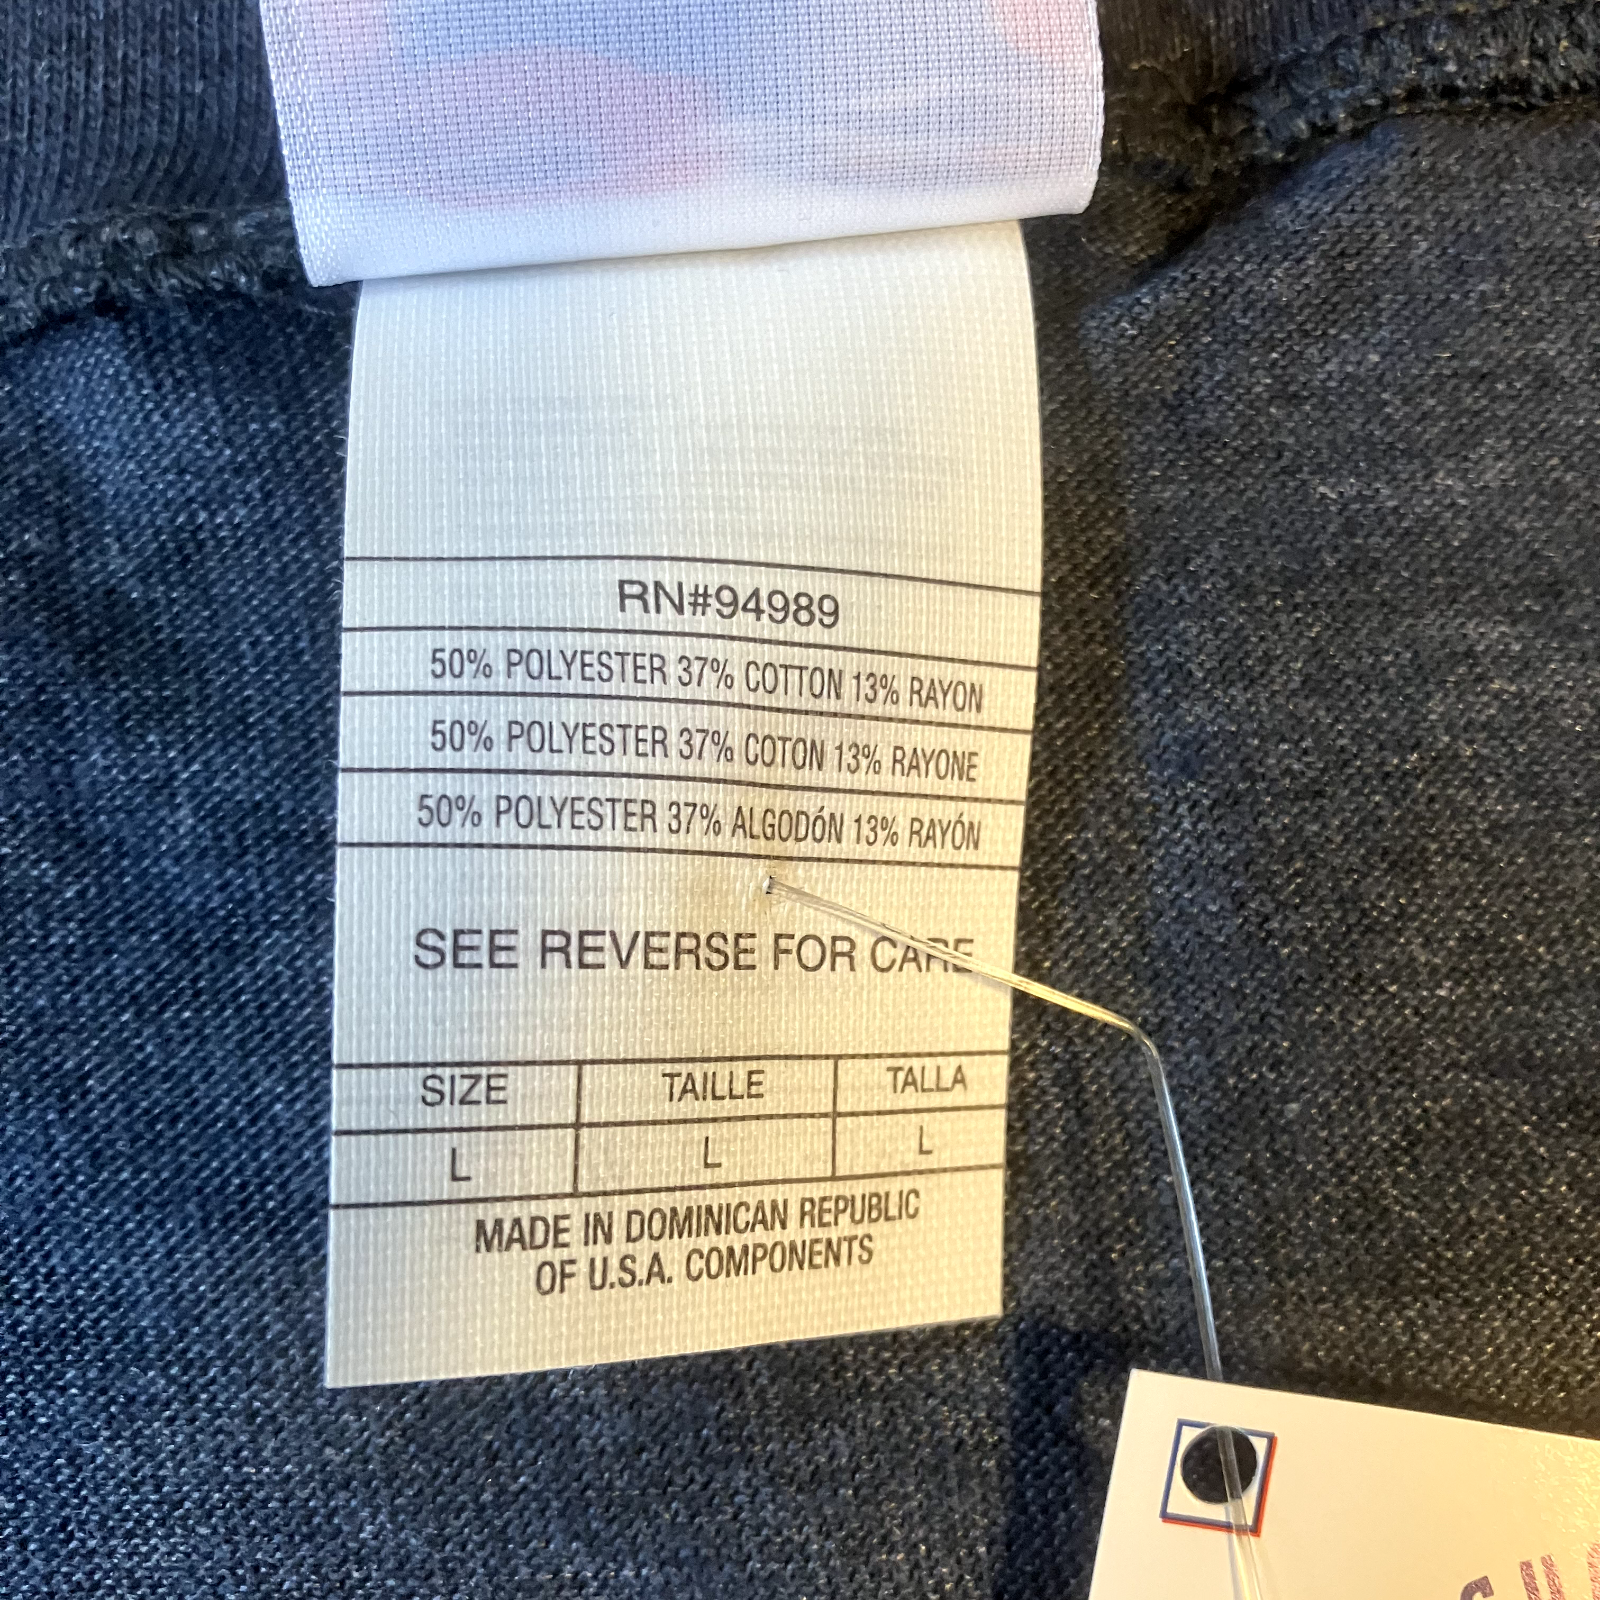 RN#94989
50% POLYESTER 37% COTTON 13% RAYON
50% POLYESTER 37% COTON 13% RAYONE
50% POLYESTER 37% ALGODÓN 13% RAYÓN
SEE REVERSE FOR CARE
SIZE TAILLE TALLA
L L L
MADE IN DOMINICAN REPUBLIC
OF U.S.A. COMPONENTS